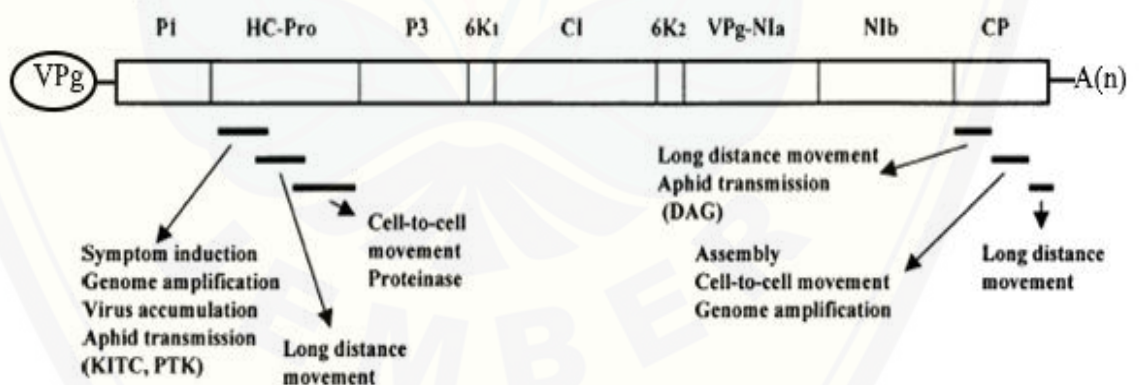 P1 HC-Pro P3 6K1 CI 6K2 VPg-NIa NIb CP
VPg A(n)
Symptom induction
Genome amplification
Virus accumulation
Aphid transmission
(KITC, PTK)
Long distance
movement
Cell-to-cell
movement
Proteinase
Long distance movement
Aphid transmission
(DAG)
Assembly
Cell-to-cell movement
Genome amplification
Long distance
movement
EMBER